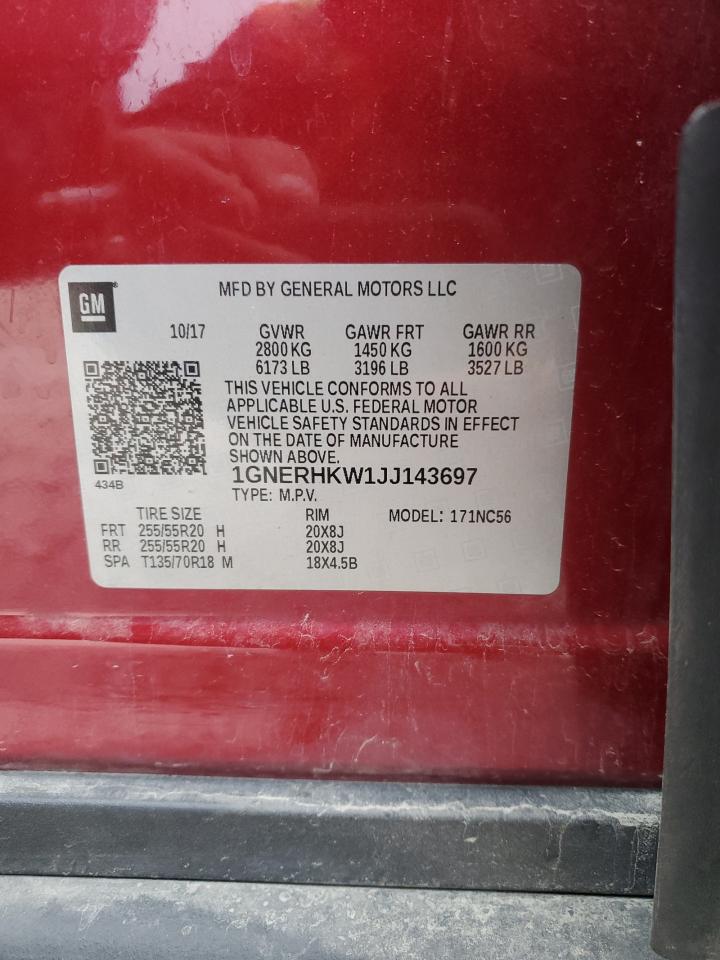 GM
MFD BY GENERAL MOTORS LLC
10/17 GVWR GAWR FRT GAWR RR
2800 KG 1450 KG 1600 KG
6173 LB 3196 LB 3527 LB
THIS VEHICLE CONFORMS TO ALL
APPLICABLE U.S. FEDERAL MOTOR
VEHICLE SAFETY STANDARDS IN EFFECT
ON THE DATE OF MANUFACTURE
SHOWN ABOVE.
434B
1GNERHKW1JJ143697
TYPE: M.P.V.
TIRE SIZE RIM MODEL: 171NC56
FRT 255/55R20 H 20X8J
RR 255/55R20 H 20X8J
SPA T135/70R18 M 18X4.5B